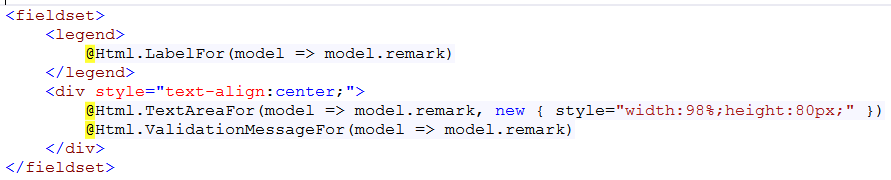 <fieldset>
    <legend>
        @Html.LabelFor(model => model.remark)
    </legend>
    <div style="text-align:center;">
        @Html.TextAreaFor(model => model.remark, new { style="width:98%;height:80px;" })
        @Html.ValidationMessageFor(model => model.remark)
    </div>
</fieldset>